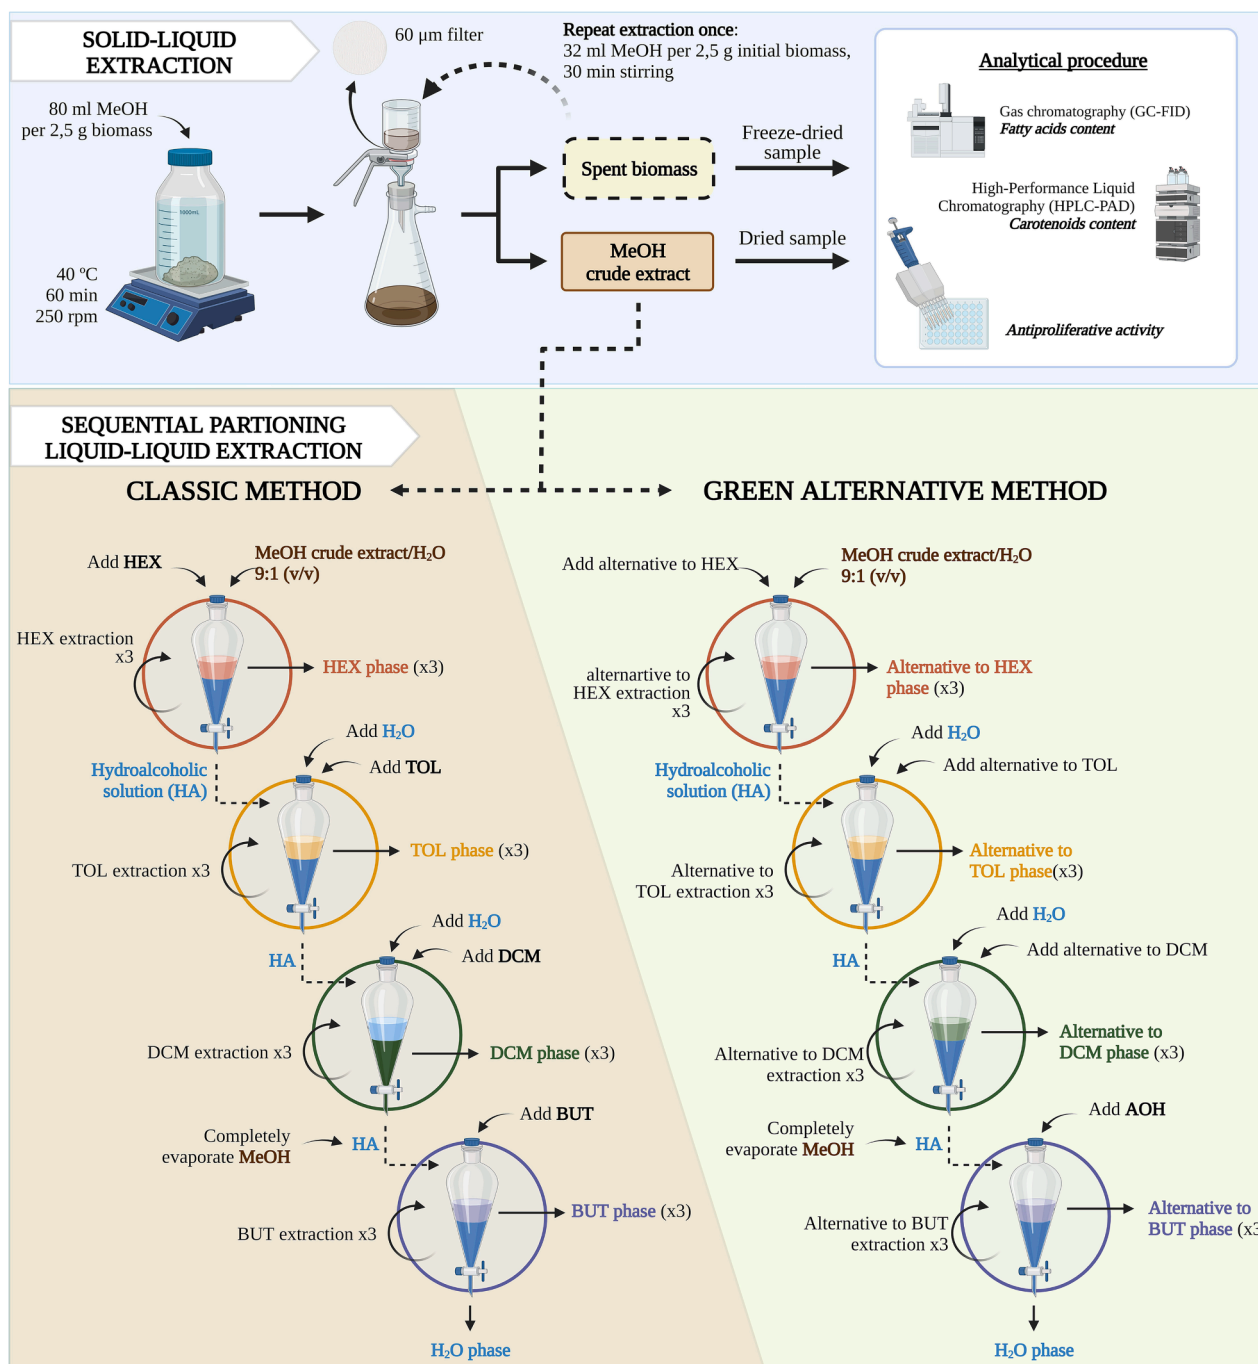 SOLID-LIQUID
EXTRACTION
60 μm filter
Repeat extraction once:
32 ml MeOH per 2,5 g initial biomass,
30 min stirring
80 ml MeOH
per 2,5 g biomass
1000mL
40 ºC
60 min
250 rpm
Spent biomass
Freeze-dried
sample
MeOH
crude extract
Dried sample
Analytical procedure
Gas chromatography (GC-FID)
Fatty acids content
High-Performance Liquid
Chromatography (HPLC-PAD)
Carotenoids content
Antiproliferative activity
SEQUENTIAL PARTIONING
LIQUID-LIQUID EXTRACTION
CLASSIC METHOD
Add HEX
MeOH crude extract/H₂O
9:1 (v/v)
HEX extraction
x3
HEX phase (x3)
Add H₂O
Add TOL
Hydroalcoholic
solution (HA)
TOL extraction x3
TOL phase (x3)
Add H₂O
Add DCM
HA
DCM extraction x3
DCM phase (x3)
Add BUT
Completely
evaporate MeOH
HA
BUT extraction x3
BUT phase (x3)
H₂O phase
GREEN ALTERNATIVE METHOD
Add alternative to HEX
MeOH crude extract/H₂O
9:1 (v/v)
alternartive to
HEX extraction
x3
Alternative to HEX
phase (x3)
Add H₂O
Add alternative to TOL
Hydroalcoholic
solution (HA)
Alternative to
TOL extraction x3
Alternative to
TOL phase(x3)
Add H₂O
Add alternative to DCM
HA
Alternative to DCM
extraction x3
Alternative to
DCM phase (x3)
Add AOH
Completely
evaporate MeOH
HA
Alternative to BUT
extraction x3
Alternative to
BUT phase (x3
H₂O phase